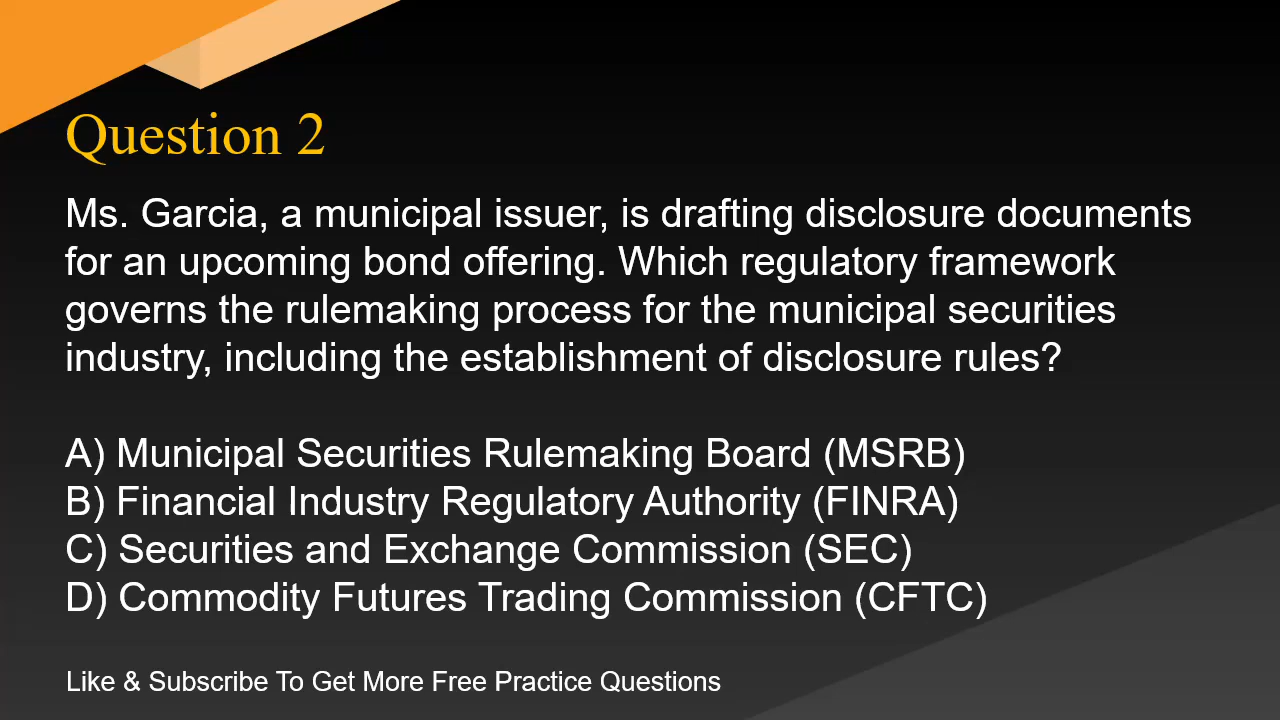 Question 2
Ms. Garcia, a municipal issuer, is drafting disclosure documents
for an upcoming bond offering. Which regulatory framework
governs the rulemaking process for the municipal securities
industry, including the establishment of disclosure rules?
A) Municipal Securities Rulemaking Board (MSRB)
B) Financial Industry Regulatory Authority (FINRA)
C) Securities and Exchange Commission (SEC)
D) Commodity Futures Trading Commission (CFTC)
Like & Subscribe To Get More Free Practice Questions